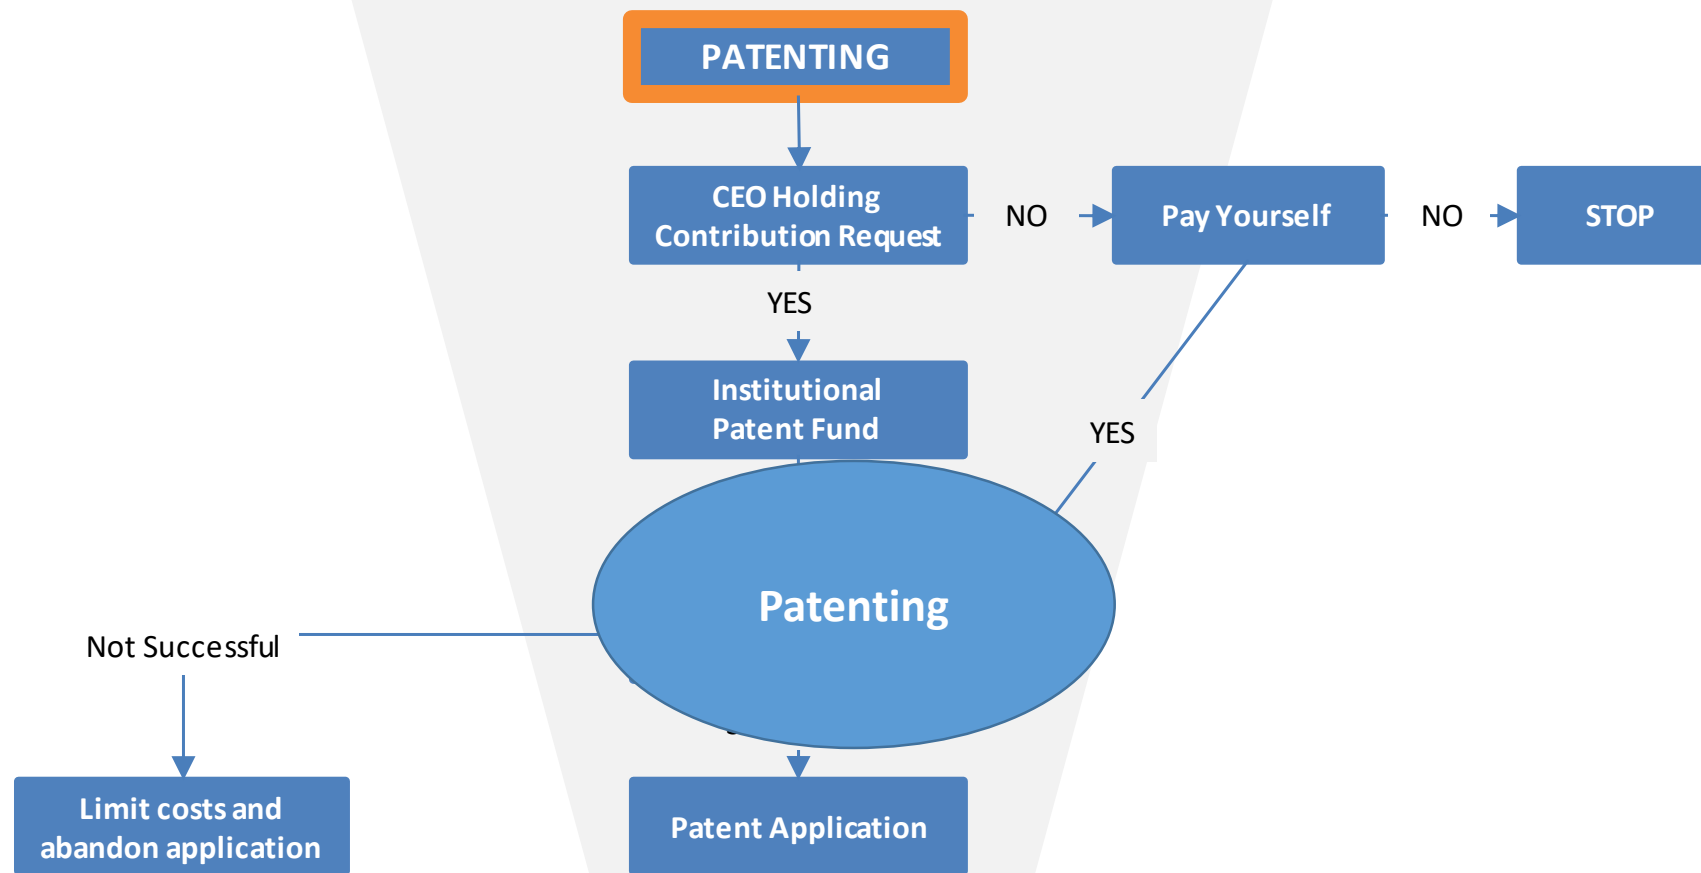 PATENTING
CEO Holding
Contribution Request
NO
Pay Yourself
NO
STOP
YES
Institutional
Patent Fund
YES
Patenting
Not Successful
Limit costs and
abandon application
Patent Application